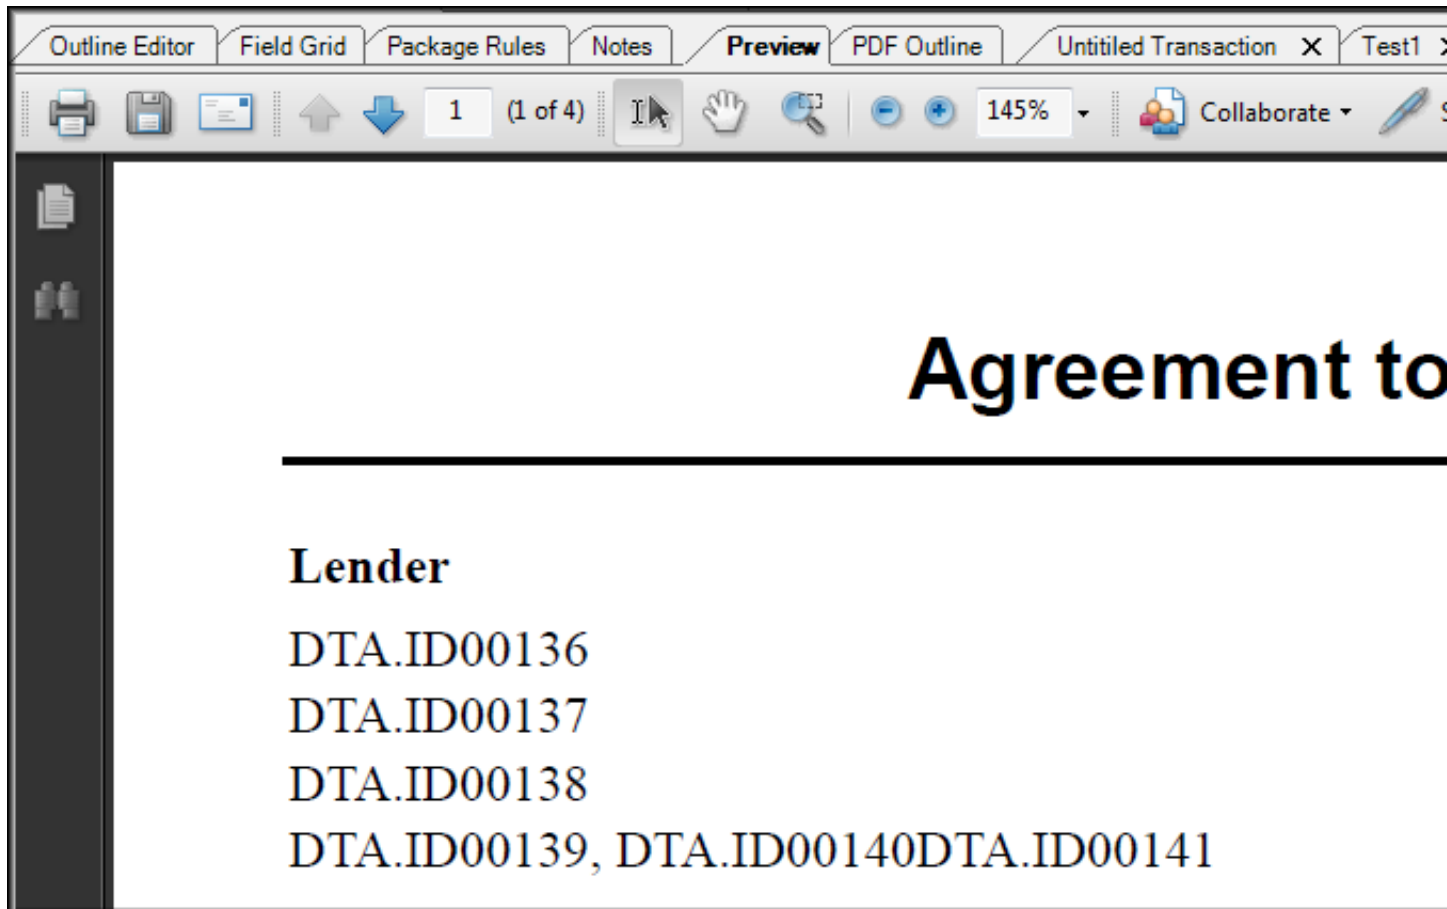 Outline Editor Field Grid Package Rules Notes Preview PDF Outline Untitiled Transaction X Test1
1 (1 of 4) 145% Collaborate
Agreement to
Lender
DTA.ID00136
DTA.ID00137
DTA.ID00138
DTA.ID00139, DTA.ID00140DTA.ID00141